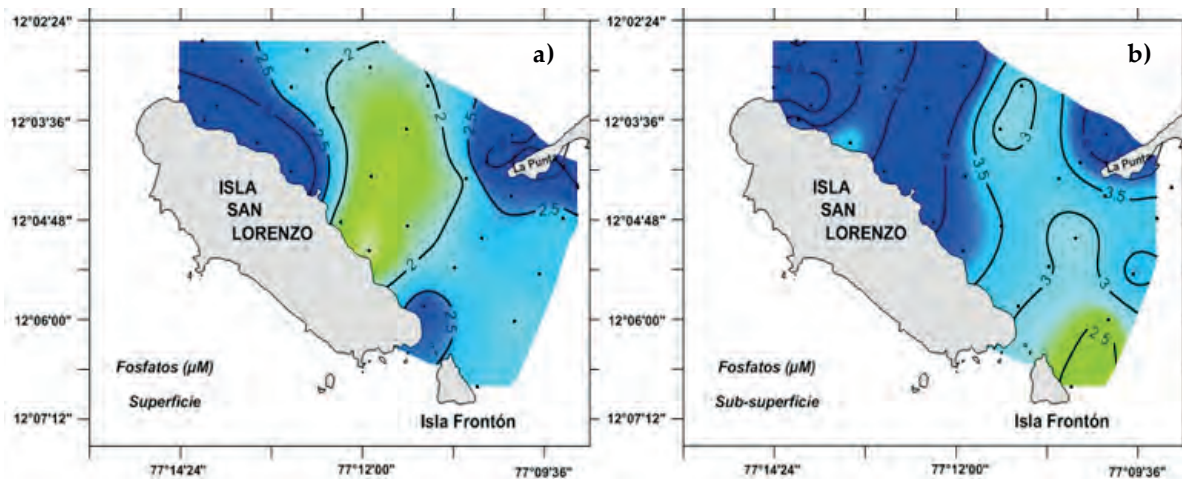 12°02'24"
12°03'36"
12°04'48"
12°06'00"
12°07'12"
a)
2.5
2
2.5
2.5
2
2.5
2.5
La Punta
ISLA
SAN
LORENZO
Fosfatos (µM)
Superficie
Isla Frontón
77°14'24"
77°12'00"
77°09'36"
12°02'24"
12°03'36"
12°04'48"
12°06'00"
12°07'12"
b)
4
3
3.5
3.5
3
3
2.5
La Punta
ISLA
SAN
LORENZO
Fosfatos (µM)
Sub-superficie
Isla Frontón
77°14'24"
77°12'00"
77°09'36"